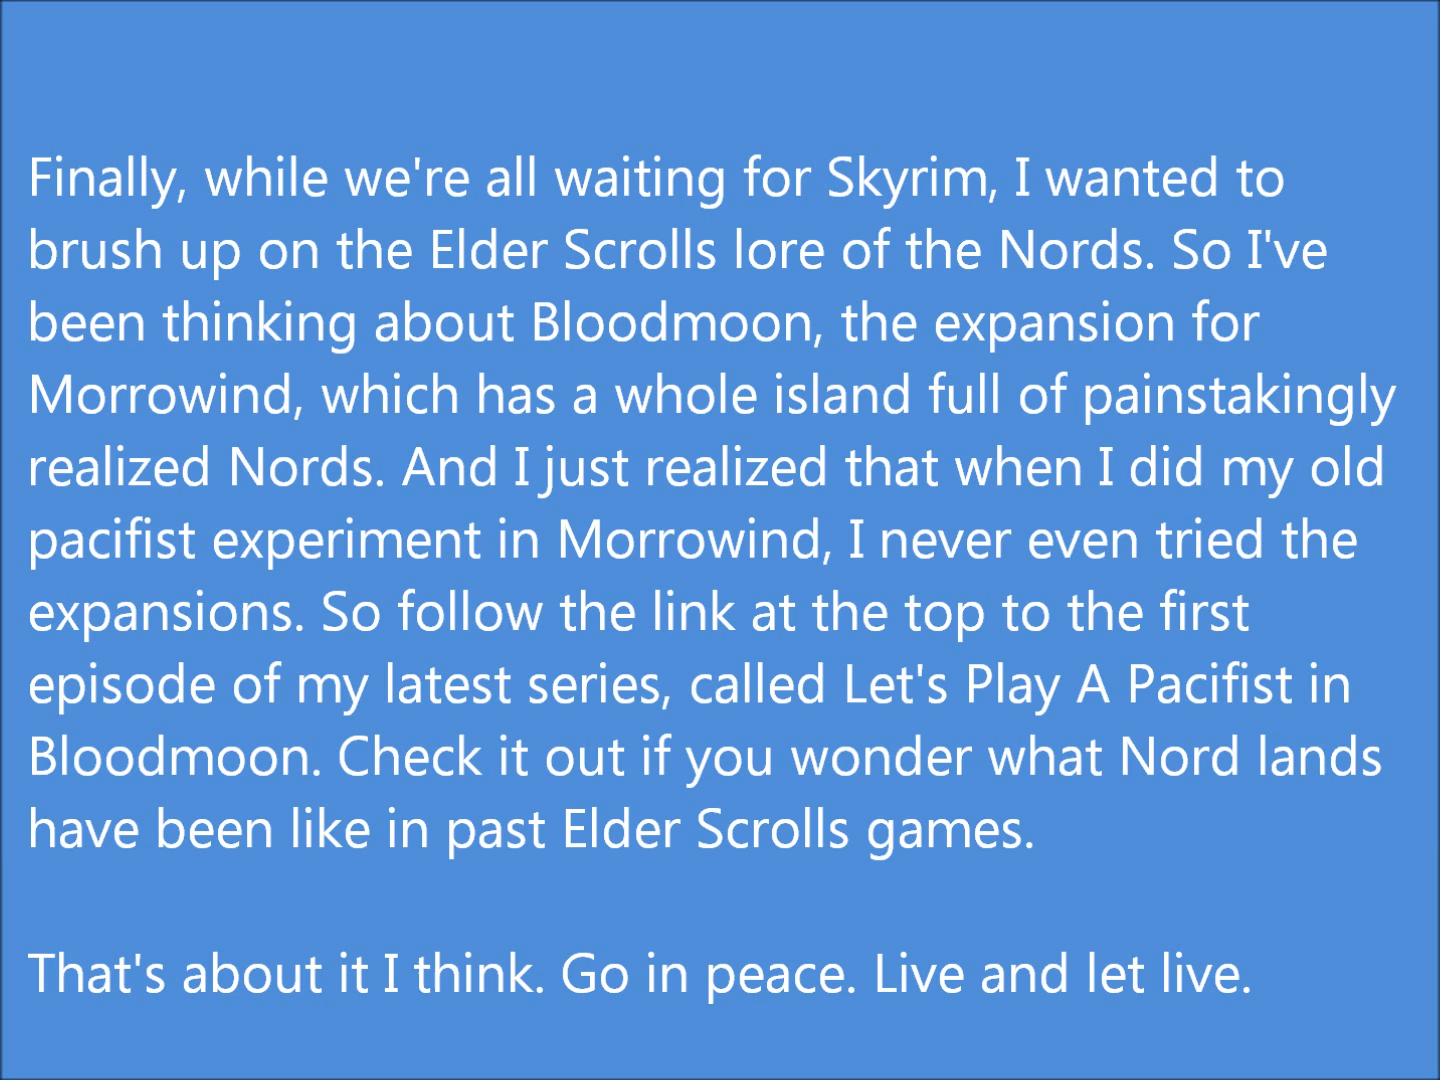 Finally, while we're all waiting for Skyrim, I wanted to
brush up on the Elder Scrolls lore of the Nords. So I've
been thinking about Bloodmoon, the expansion for
Morrowind, which has a whole island full of painstakingly
realized Nords. And I just realized that when I did my old
pacifist experiment in Morrowind, I never even tried the
expansions. So follow the link at the top to the first
episode of my latest series, called Let's Play A Pacifist in
Bloodmoon. Check it out if you wonder what Nord lands
have been like in past Elder Scrolls games.
That's about it I think. Go in peace. Live and let live.